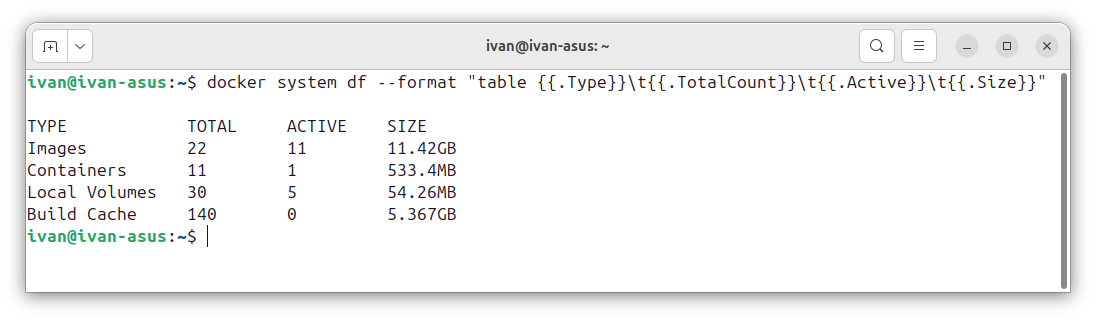 ivan@ivan-asus: ~
ivan@ivan-asus:~$ docker system df --format "table {{.Type}}\t{{.TotalCount}}\t{{.Active}}\t{{.Size}}"
TYPE TOTAL ACTIVE SIZE
Images 22 11 11.42GB
Containers 11 1 533.4MB
Local Volumes 30 5 54.26MB
Build Cache 140 0 5.367GB
ivan@ivan-asus:~$